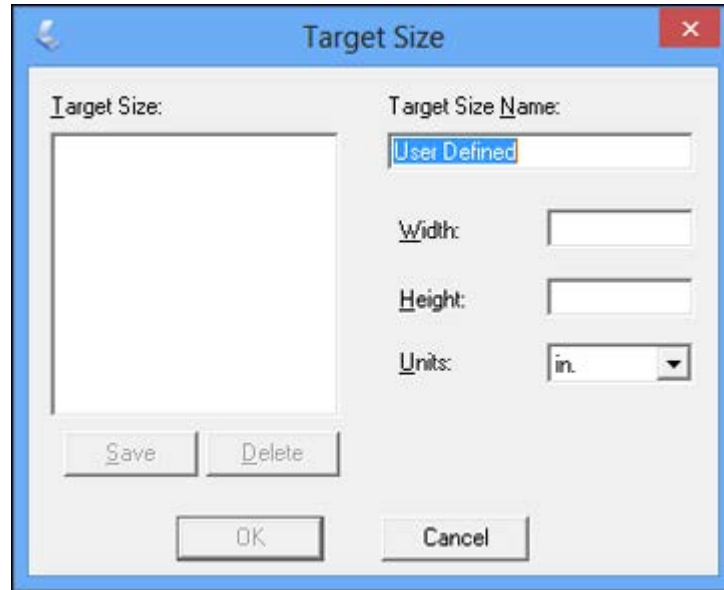 Target Size
Target Size:
Target Size Name:
User Defined
Width:
Height:
Units:
in.
Save
Delete
OK
Cancel